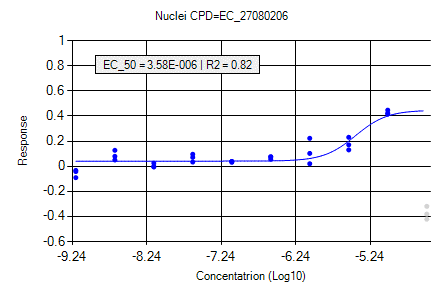 Nuclei CPD=EC_27080206
EC_50 = 3.58E-006 | R2 = 0.82
1
0.8
0.6
0.4
0.2
0
-0.2
-0.4
-0.6
Response
-9.24 -8.24 -7.24 -6.24 -5.24
Concentatrion (Log10)